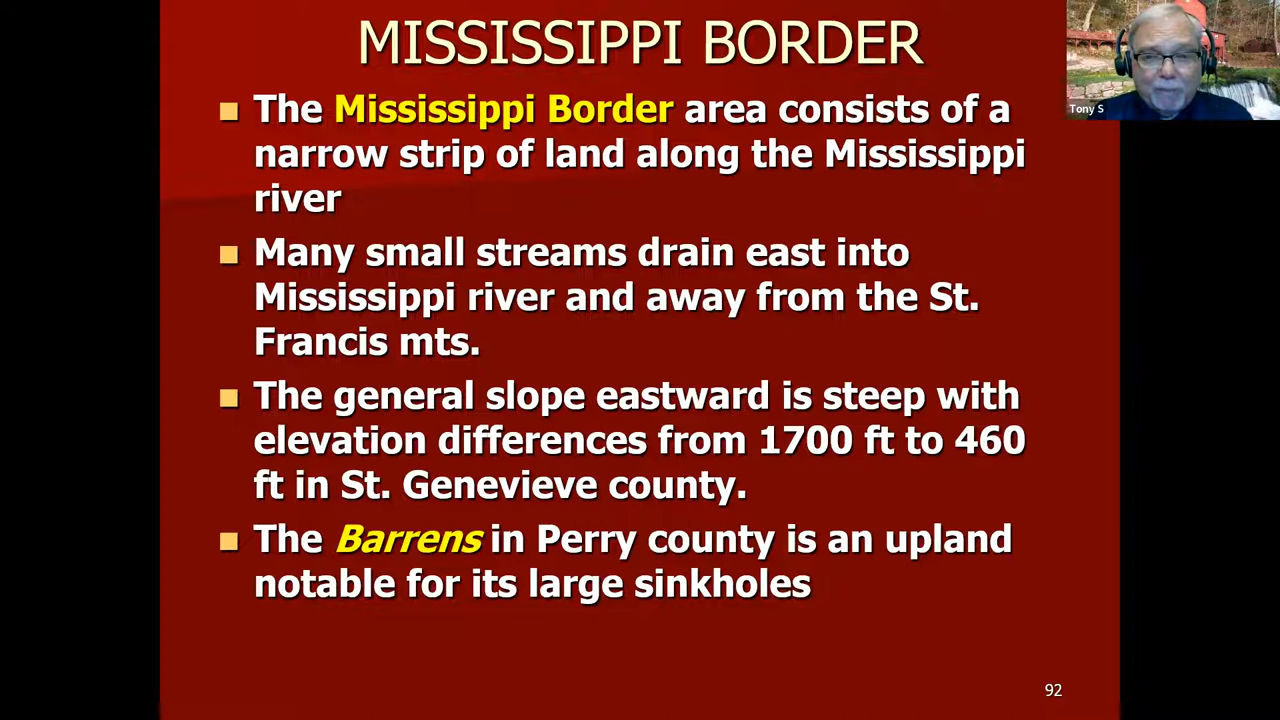 MISSISSIPPI BORDER
The Mississippi Border area consists of a
narrow strip of land along the Mississippi
river
Many small streams drain east into
Mississippi river and away from the St.
Francis mts.
The general slope eastward is steep with
elevation differences from 1700 ft to 460
ft in St. Genevieve county.
The Barrens in Perry county is an upland
notable for its large sinkholes
92
Tony S